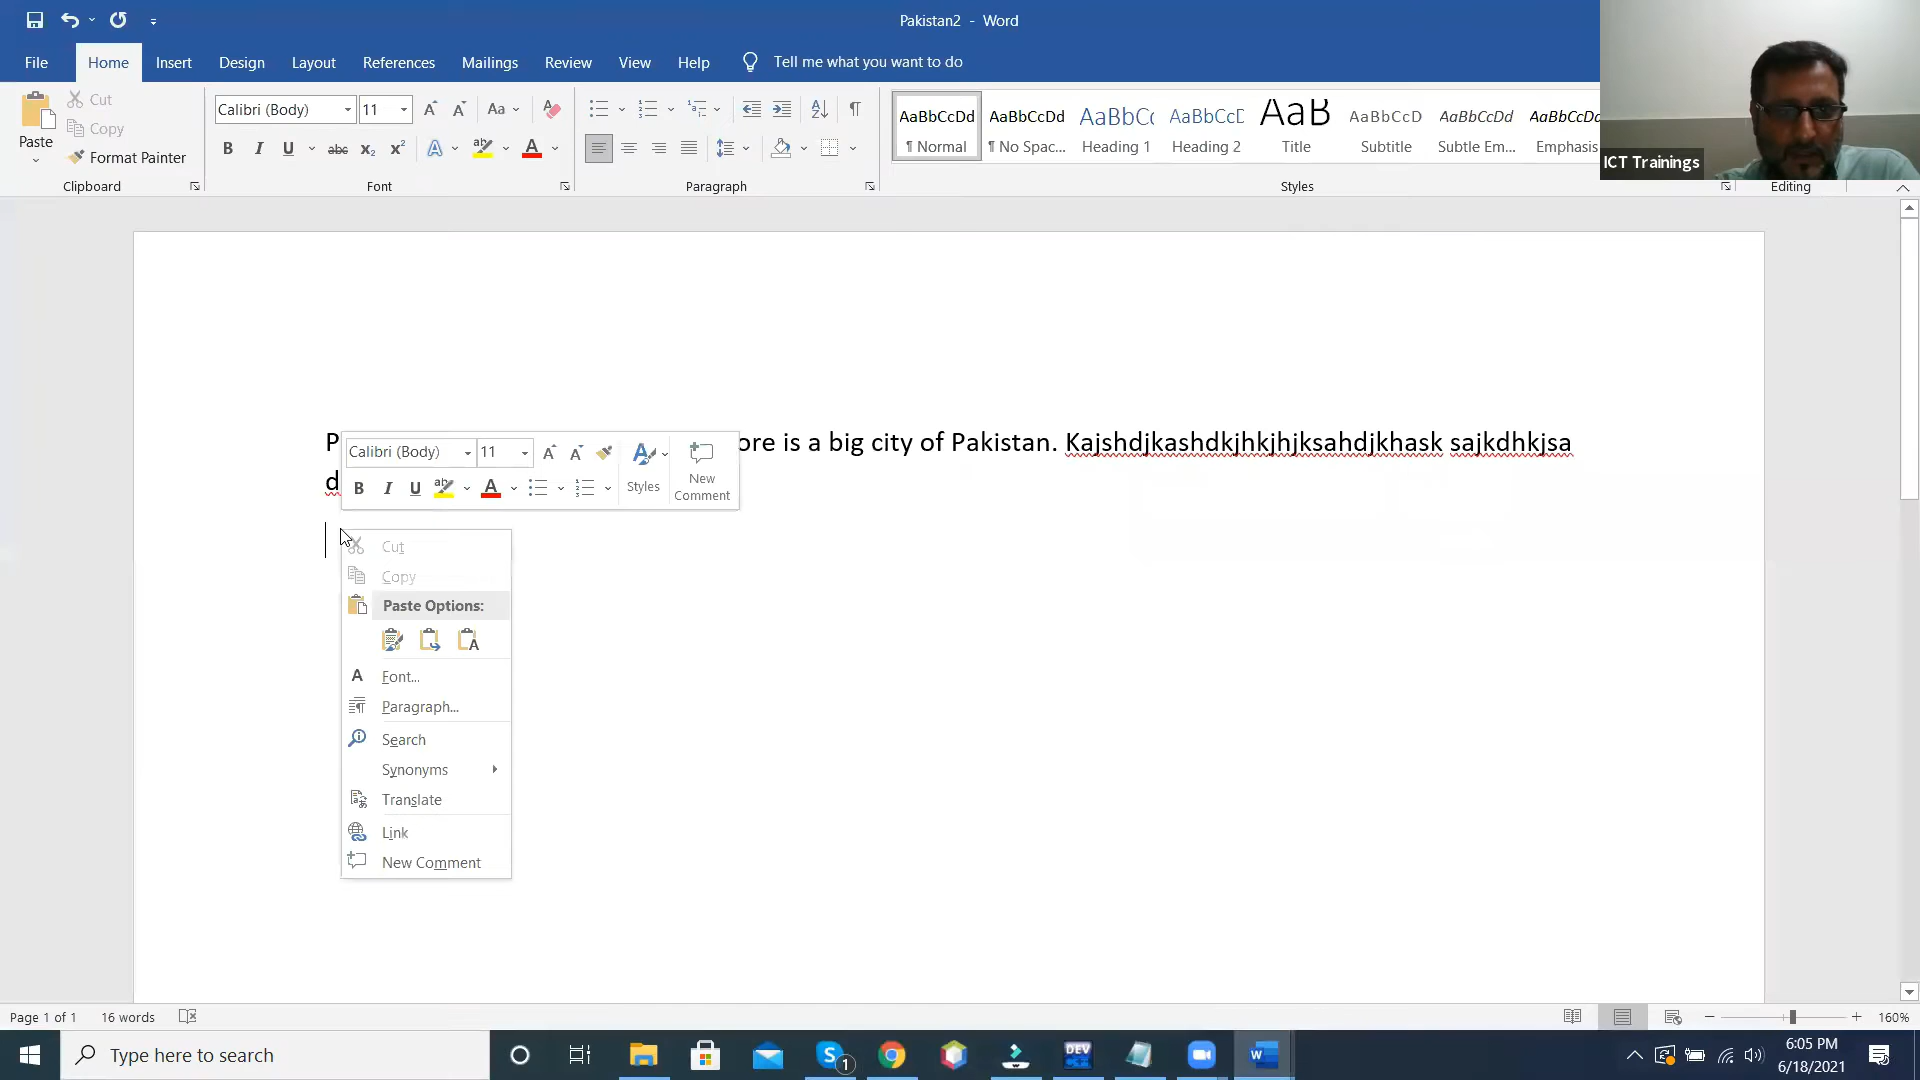 Pakistan2 - Word
File Home Insert Design Layout References Mailings Review View Help Tell me what you want to do
Paste
Cut
Copy
Format Painter
Clipboard
Calibri (Body) 11
Font
Paragraph
AaBbCcDd
¶ Normal
AaBbCcDd
¶ No Spac...
AaBbCc
Heading 1
AaBbCcD
Heading 2
AaB
Title
AaBbCcD
Subtitle
AaBbCcDd
Subtle Em...
AaBbCcDd
Emphasis
Styles
Editing
ICT Trainings
P ore is a big city of Pakistan. Kajshdjkashdkjhkjhjksahdjkhask sajkdhkjsa
d
Calibri (Body) 11
Styles
New
Comment
Cut
Copy
Paste Options:
Font...
Paragraph...
Search
Synonyms
Translate
Link
New Comment
Page 1 of 1 16 words 160%
Type here to search
6:05 PM
6/18/2021